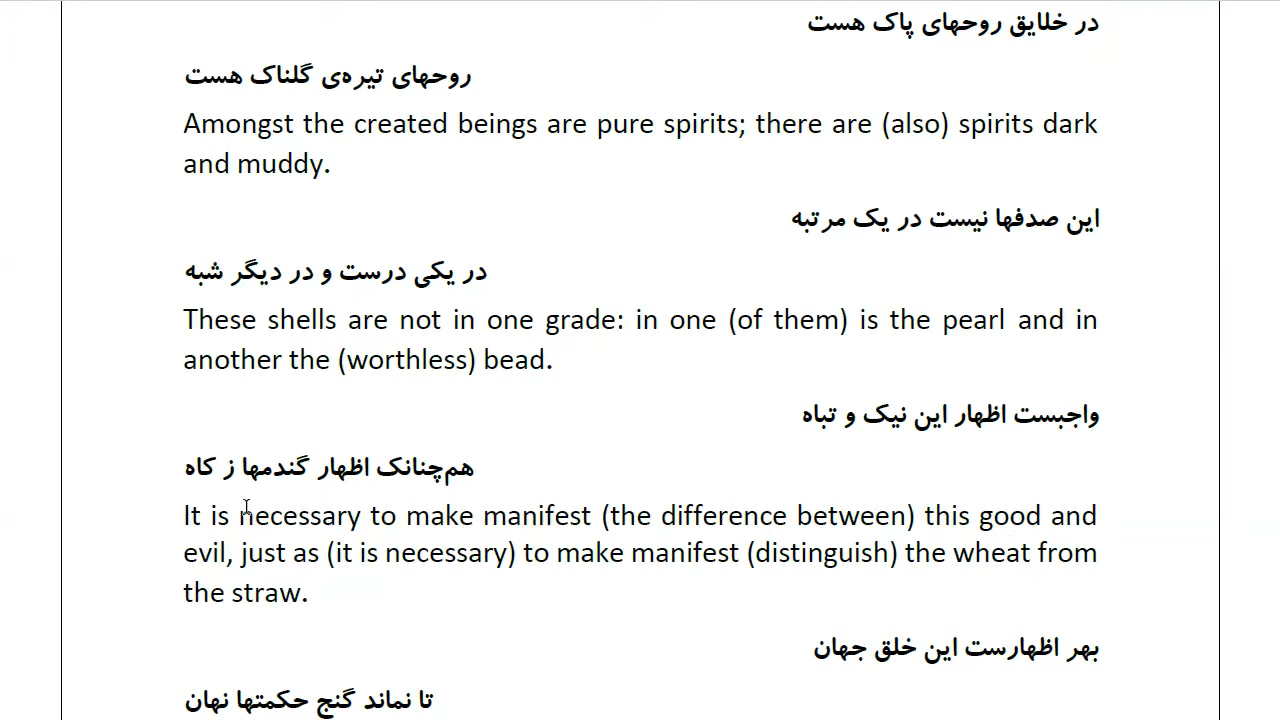 در خلایق روحهای پاک هست
روحهای تیره‌ی گلناک هست
Amongst the created beings are pure spirits; there are (also) spirits dark
and muddy.
این صدفها نیست در یک مرتبه
در یکی درست و در دیگر شبه
These shells are not in one grade: in one (of them) is the pearl and in
another the (worthless) bead.
واجبست اظهار این نیک و تباه
هم‌چنانک اظهار گندمها ز کاه
It is necessary to make manifest (the difference between) this good and
evil, just as (it is necessary) to make manifest (distinguish) the wheat from
the straw.
بهر اظهارست این خلق جهان
تا نماند گنج حکمتها نهان